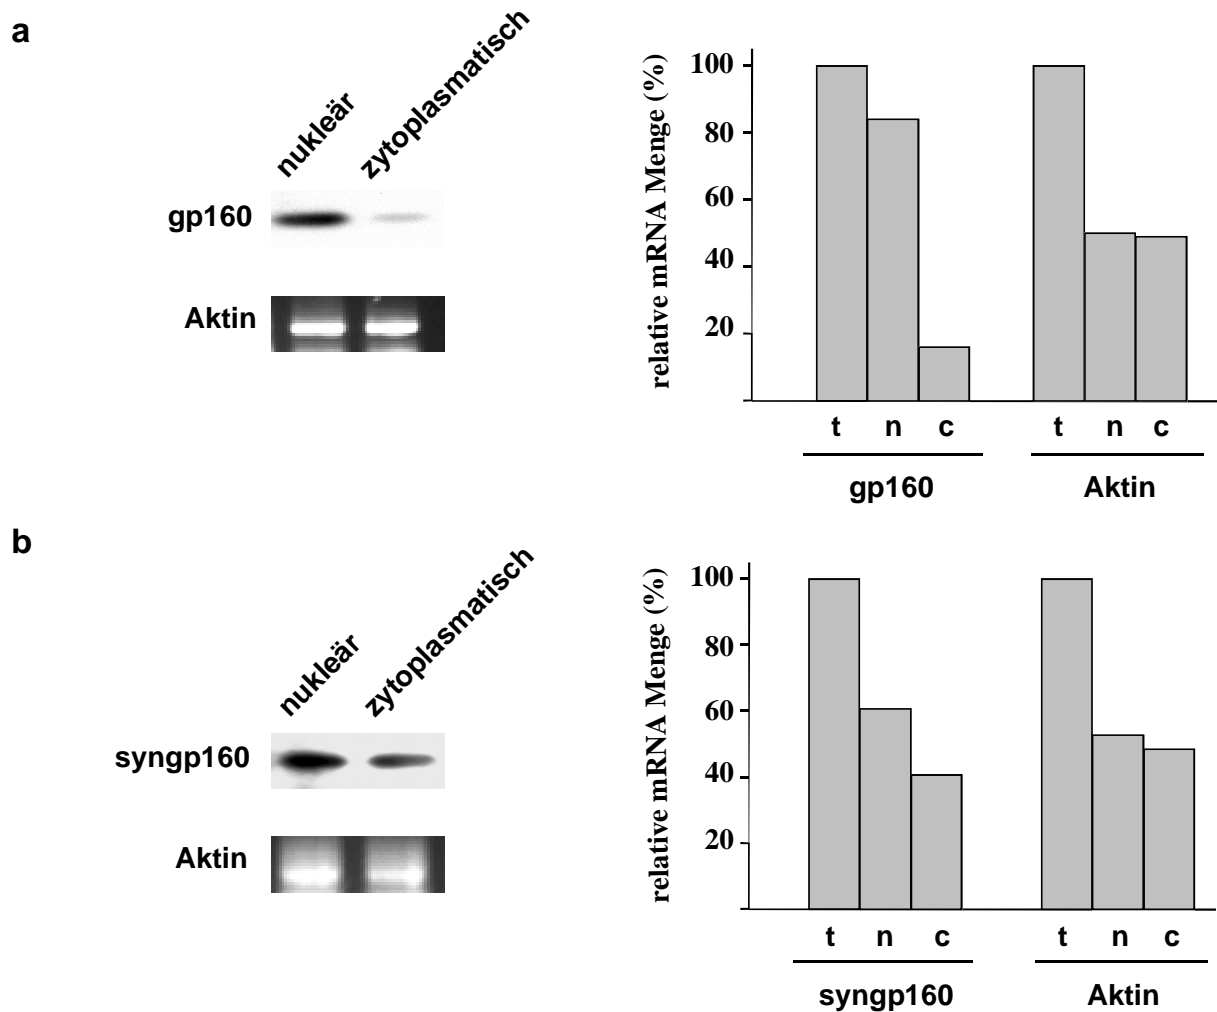 a
nukleär
zytoplasmatisch
gp160
Aktin
relative mRNA Menge (%)
100
80
60
40
20
t n c t n c
gp160 Aktin
b
nukleär
zytoplasmatisch
syngp160
Aktin
relative mRNA Menge (%)
100
80
60
40
20
t n c t n c
syngp160 Aktin